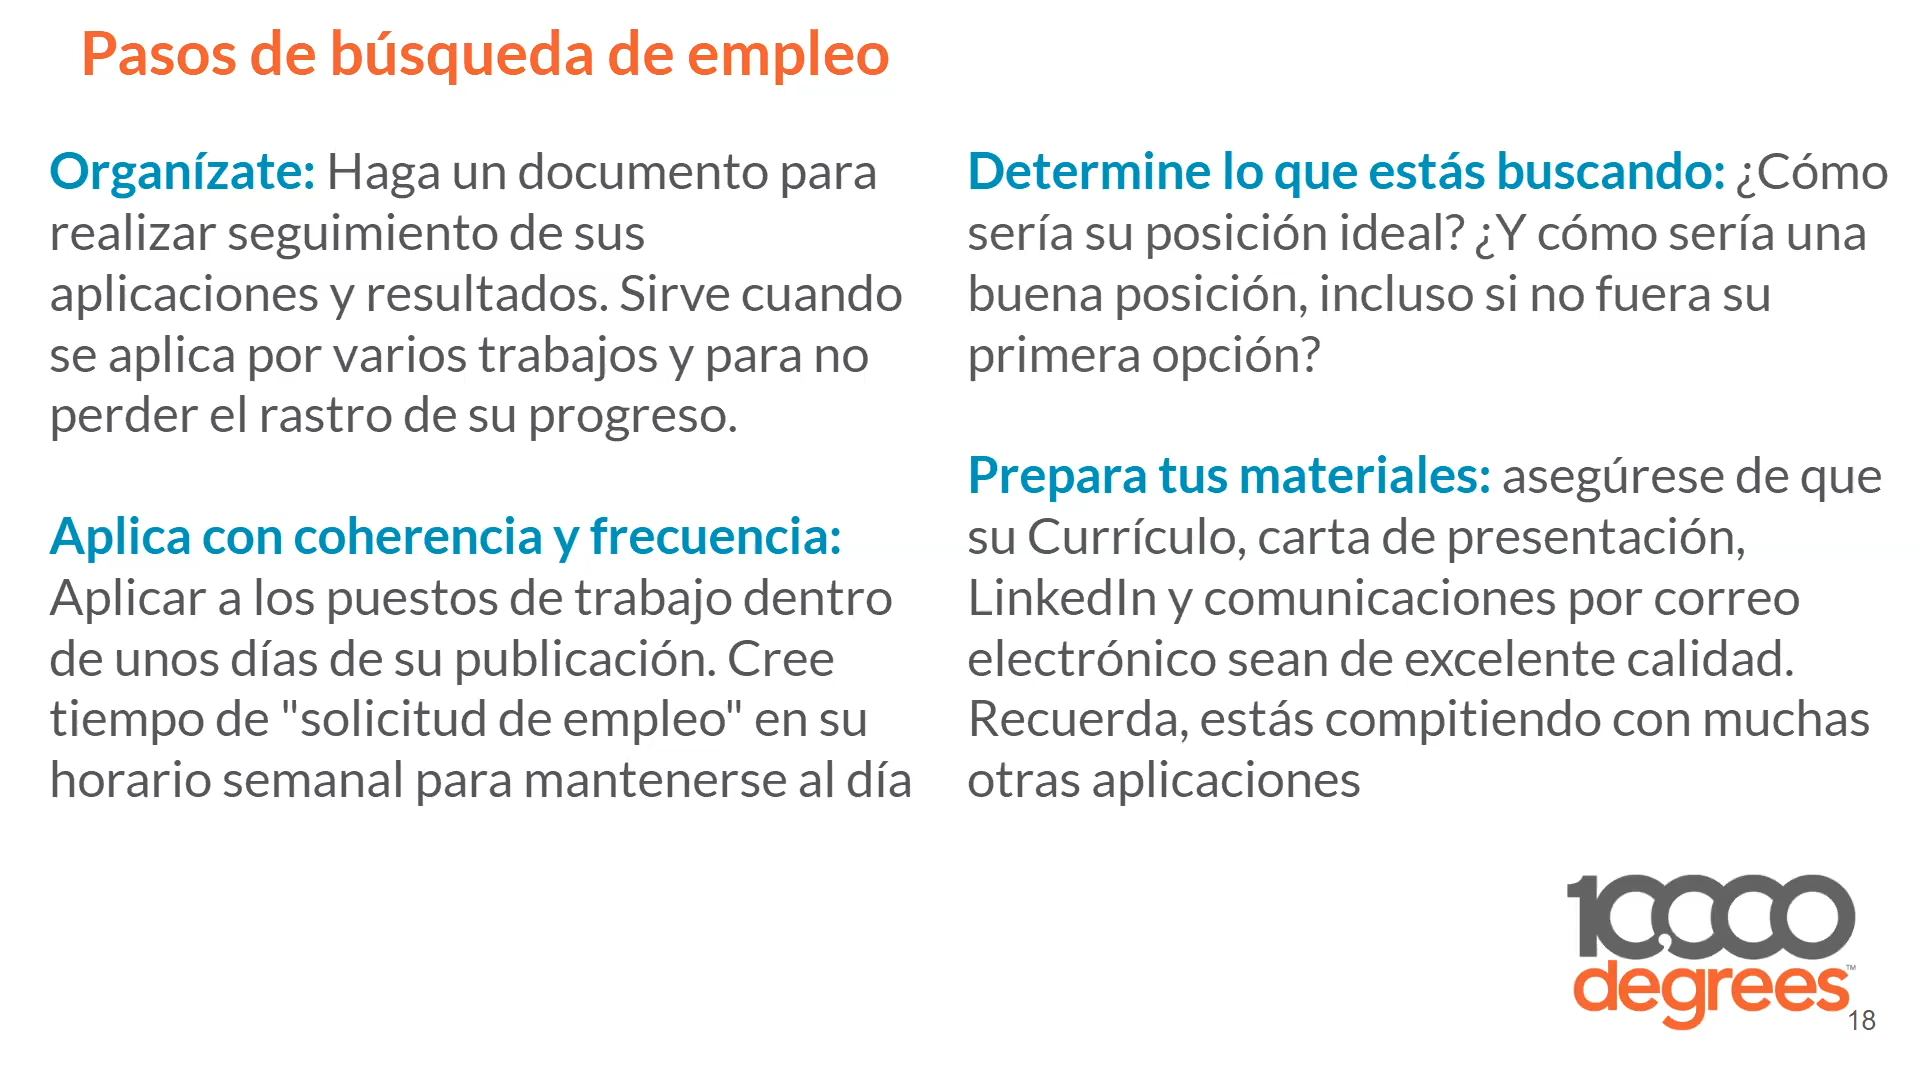 Pasos de búsqueda de empleo
Organízate: Haga un documento para
realizar seguimiento de sus
aplicaciones y resultados. Sirve cuando
se aplica por varios trabajos y para no
perder el rastro de su progreso.
Aplica con coherencia y frecuencia:
Aplicar a los puestos de trabajo dentro
de unos días de su publicación. Cree
tiempo de "solicitud de empleo" en su
horario semanal para mantenerse al día
Determine lo que estás buscando: ¿Cómo
sería su posición ideal? ¿Y cómo sería una
buena posición, incluso si no fuera su
primera opción?
Prepara tus materiales: asegúrese de que
su Currículo, carta de presentación,
LinkedIn y comunicaciones por correo
electrónico sean de excelente calidad.
Recuerda, estás compitiendo con muchas
otras aplicaciones
10,000
degrees™
18